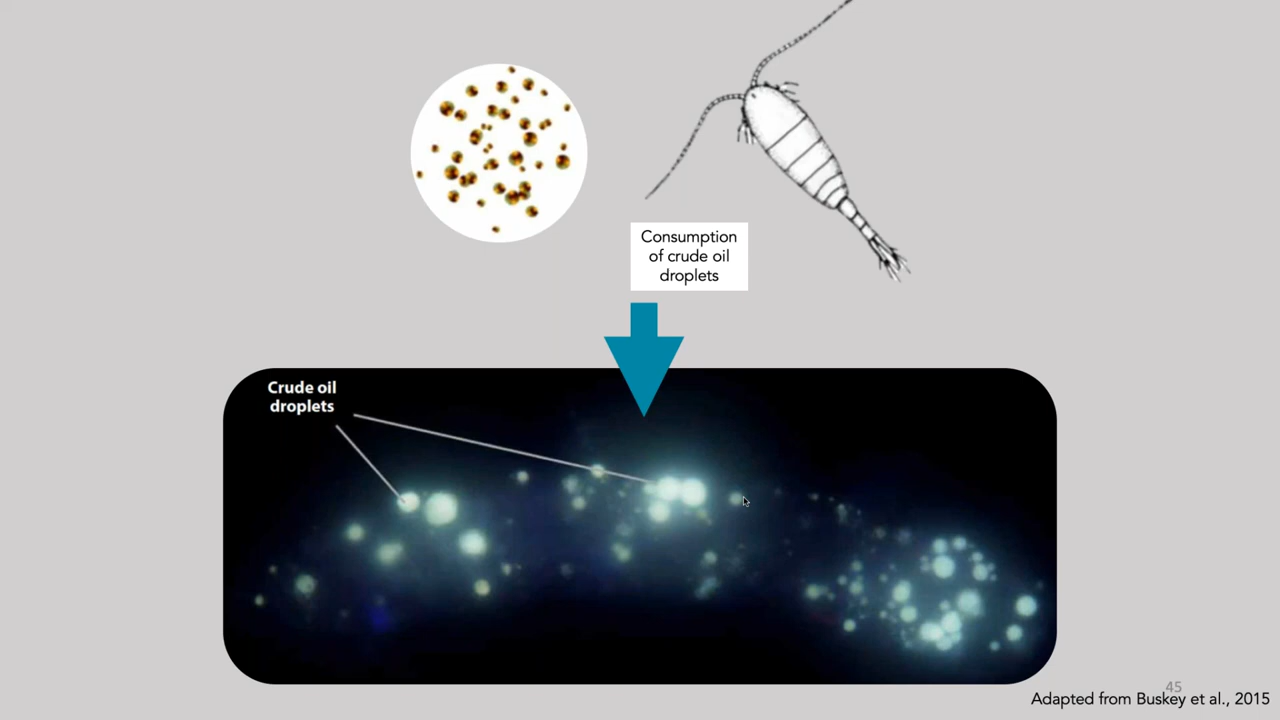 Consumption
of crude oil
droplets
Crude oil
droplets
45
Adapted from Buskey et al., 2015